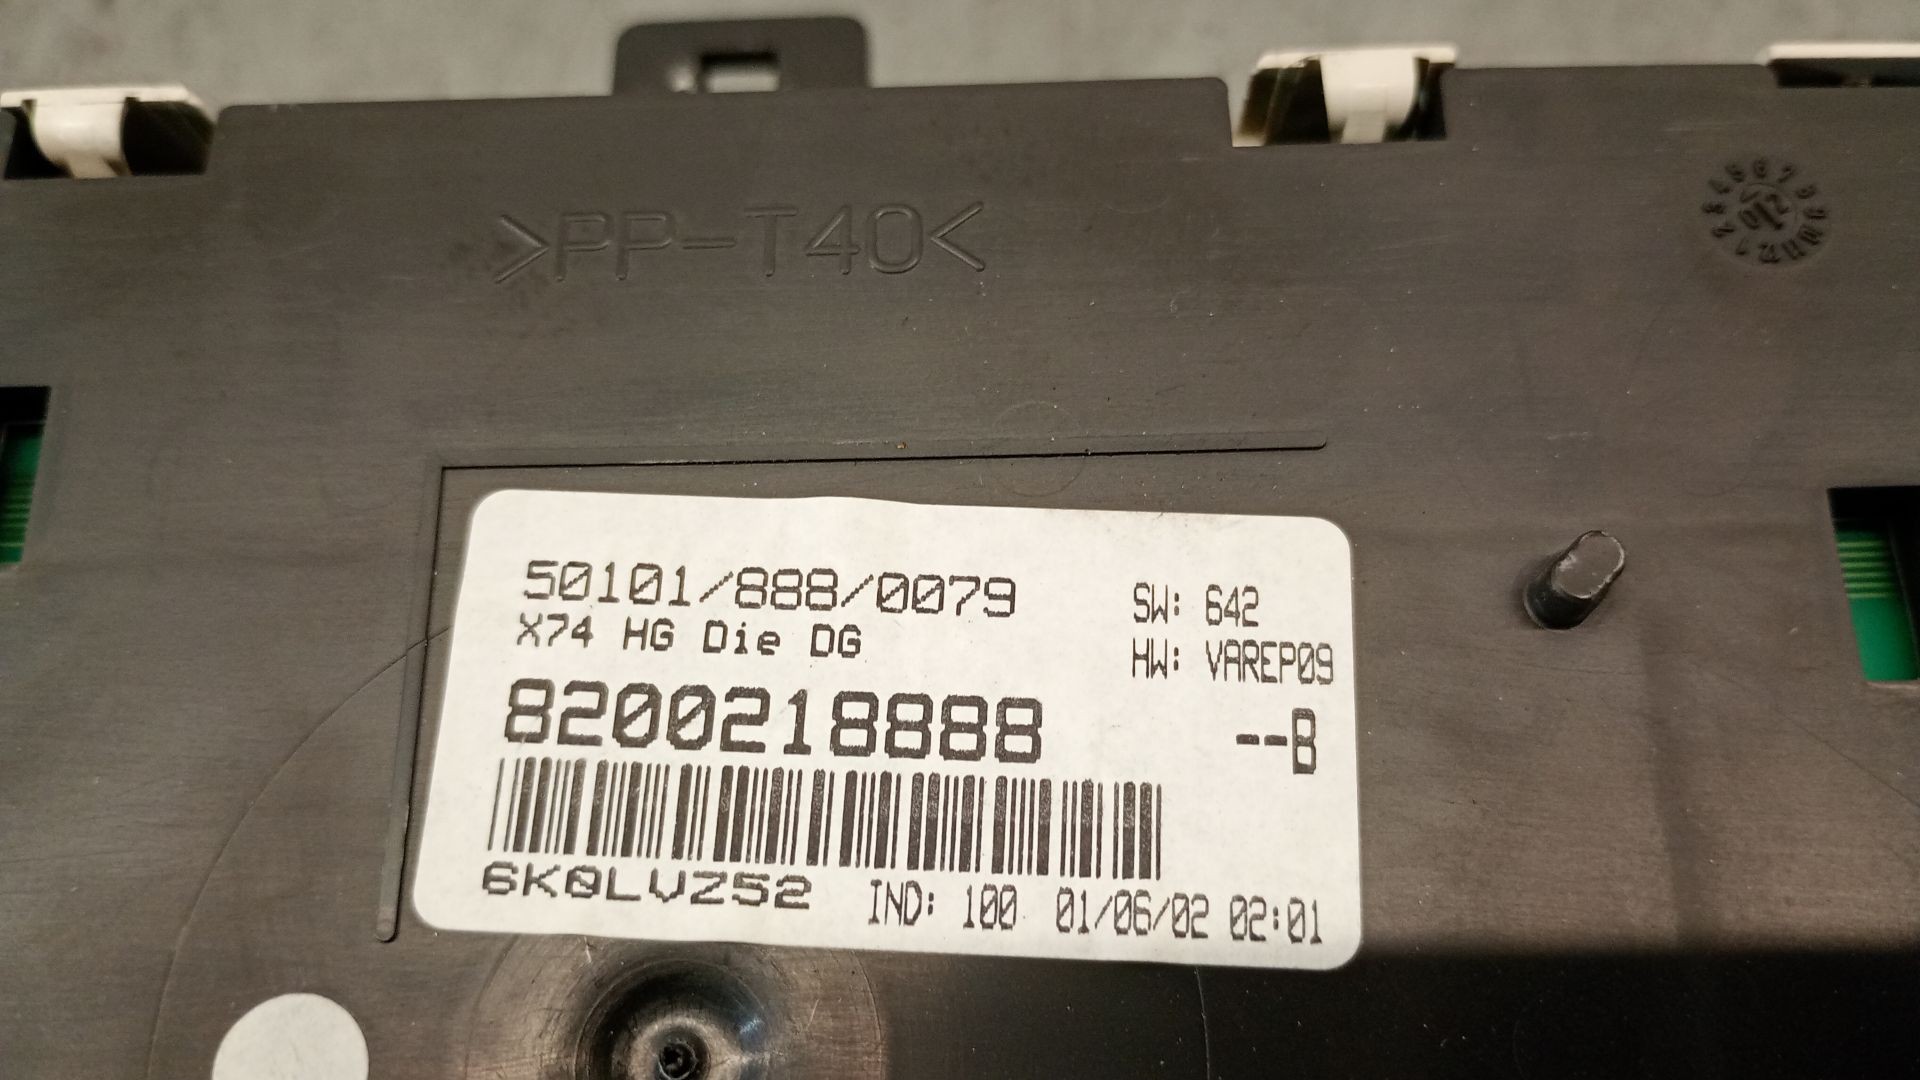 >PP-T40<
50101/888/0079
SW: 642
X74 HG Die DG
HW: VAREP09
8200218888
--B
6K0LVZ52
IND: 100 01/06/02 02:01